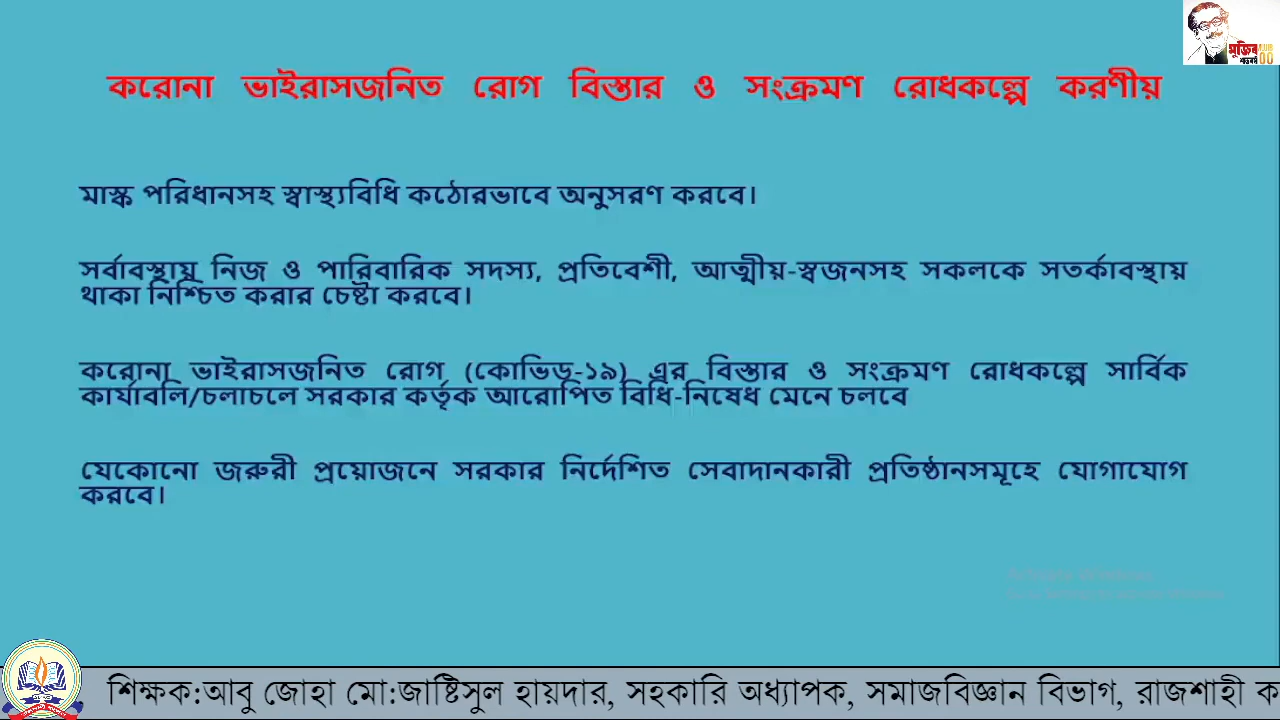 করোনা ভাইরাসজনিত রোগ বিস্তার ও সংক্রমণ রোধকল্পে করণীয়
মাস্ক পরিধানসহ স্বাস্থ্যবিধি কঠোরভাবে অনুসরণ করবে।
সর্বাবস্থায় নিজ ও পারিবারিক সদস্য, প্রতিবেশী, আত্মীয়-স্বজনসহ সকলকে সতর্কাবস্থায়
থাকা নিশ্চিত করার চেষ্টা করবে।
করোনা ভাইরাসজনিত রোগ (কোভিড-১৯) এর বিস্তার ও সংক্রমণ রোধকল্পে সার্বিক
কার্যাবলি/চলাচলে সরকার কর্তৃক আরোপিত বিধি-নিষেধ মেনে চলবে
যেকোনো জরুরী প্রয়োজনে সরকার নির্দেশিত সেবাদানকারী প্রতিষ্ঠানসমূহে যোগাযোগ
করবে।
মুজিব
শতবর্ষ
শিক্ষক:আবু জোহা মো:জাষ্টিসুল হায়দার, সহকারি অধ্যাপক, সমাজবিজ্ঞান বিভাগ, রাজশাহী ক